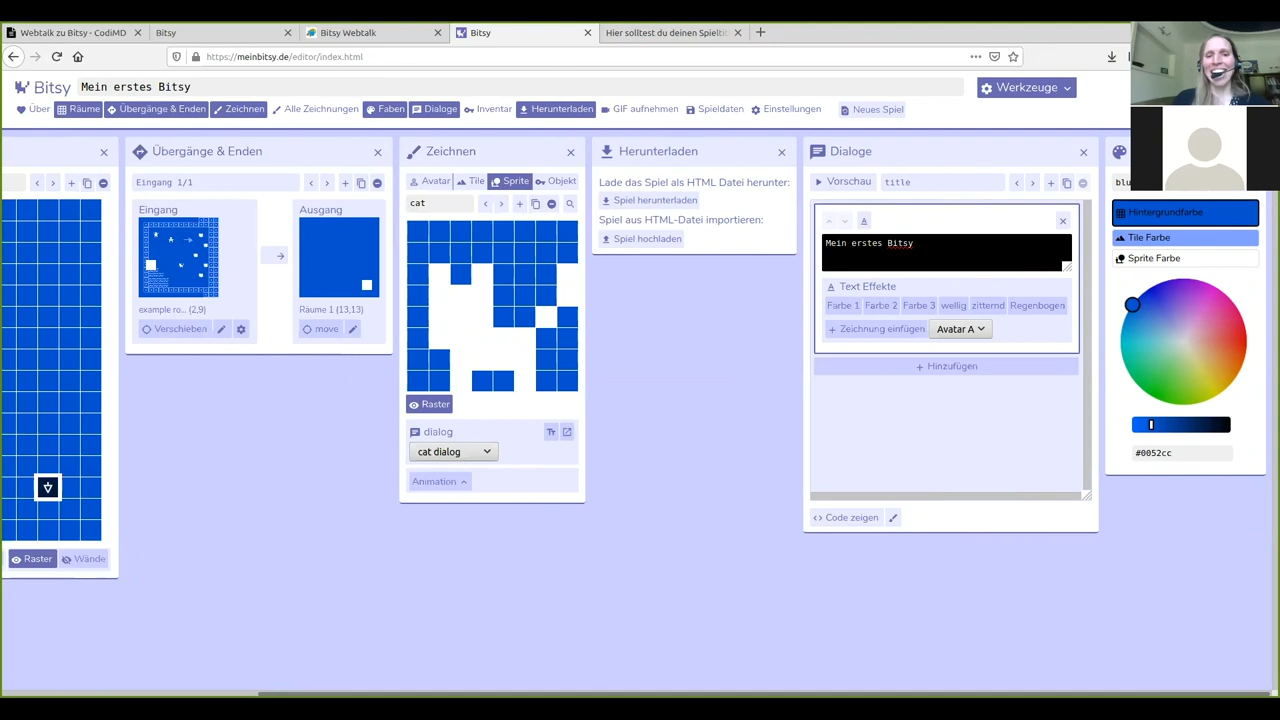 Webtalk zu Bitsy - CodiMD
Bitsy
Bitsy Webtalk
Bitsy
Hier solltest du deinen Spieltit
https://meinbitsy.de/editor/index.html
Bitsy
Mein erstes Bitsy
Werkzeuge
Über
Räume
Übergänge & Enden
Zeichnen
Alle Zeichnungen
Faben
Dialoge
Inventar
Herunterladen
GIF aufnehmen
Spieldaten
Einstellungen
Neues Spiel
Übergänge & Enden
Eingang 1/1
Eingang
Ausgang
example ro... (2,9)
Räume 1 (13,13)
Verschieben
move
Raster
Wände
Zeichnen
Avatar
Tile
Sprite
Objekt
cat
Raster
dialog
cat dialog
Animation
Herunterladen
Lade das Spiel als HTML Datei herunter:
Spiel herunterladen
Spiel aus HTML-Datei importieren:
Spiel hochladen
Dialoge
Vorschau
title
Mein erstes Bitsy
Text Effekte
Farbe 1
Farbe 2
Farbe 3
wellig
zitternd
Regenbogen
Zeichnung einfügen
Avatar A
Hinzufügen
Code zeigen
blu
Hintergrundfarbe
Tile Farbe
Sprite Farbe
#0052cc